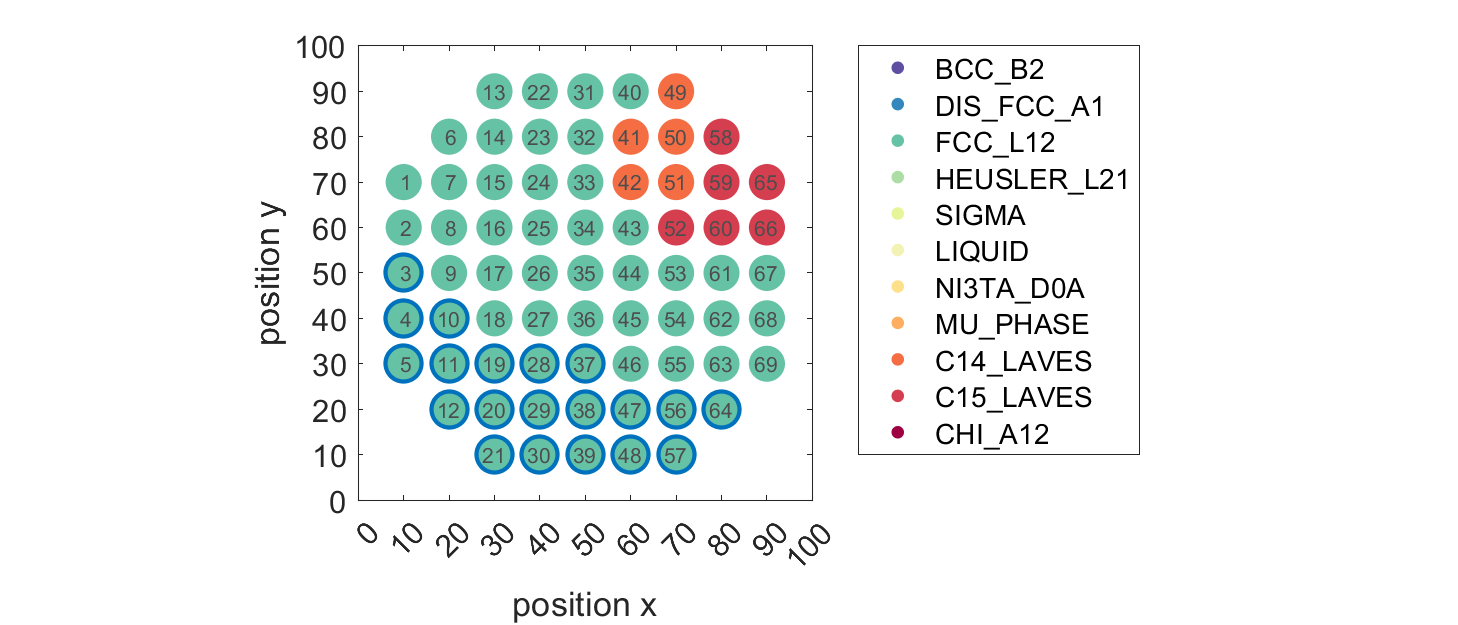 100
90
80
70
60
50
40
30
20
10
0
position y
13 22 31 40 49
6 14 23 32 41 50 58
1 7 15 24 33 42 51 59 65
2 8 16 25 34 43 52 60 66
3 9 17 26 35 44 53 61 67
4 10 18 27 36 45 54 62 68
5 11 19 28 37 46 55 63 69
12 20 29 38 47 56 64
21 30 39 48 57
0 10 20 30 40 50 60 70 80 90 100
position x
BCC_B2
DIS_FCC_A1
FCC_L12
HEUSLER_L21
SIGMA
LIQUID
NI3TA_D0A
MU_PHASE
C14_LAVES
C15_LAVES
CHI_A12